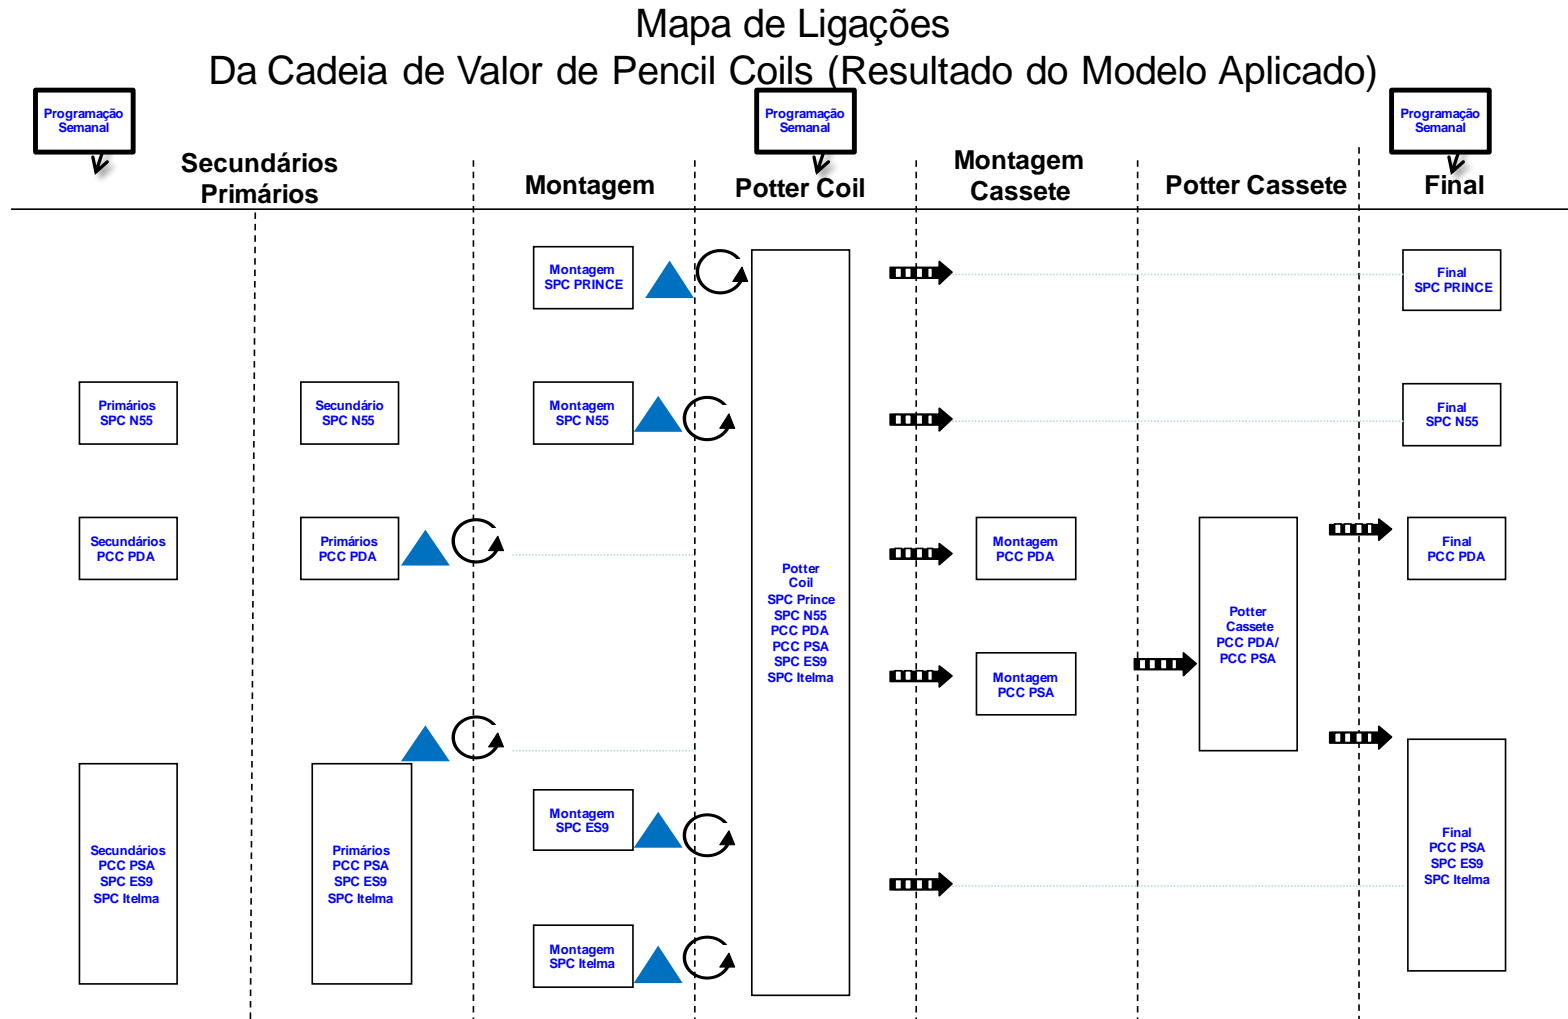 Mapa de Ligações
Da Cadeia de Valor de Pencil Coils (Resultado do Modelo Aplicado)
Programação
Semanal
Programação
Semanal
Programação
Semanal
Secundários
Primários
Montagem
Potter Coil
Montagem
Cassete
Potter Cassete
Final
Montagem
SPC PRINCE
Final
SPC PRINCE
Primários
SPC N55
Secundário
SPC N55
Montagem
SPC N55
Final
SPC N55
Secundários
PCC PDA
Primários
PCC PDA
Potter
Coil
SPC Prince
SPC N55
PCC PDA
PCC PSA
SPC ES9
SPC Itelma
Montagem
PCC PDA
Montagem
PCC PSA
Potter
Cassete
PCC PDA/
PCC PSA
Final
PCC PDA
Secundários
PCC PSA
SPC ES9
SPC Itelma
Primários
PCC PSA
SPC ES9
SPC Itelma
Montagem
SPC ES9
Montagem
SPC Itelma
Final
PCC PSA
SPC ES9
SPC Itelma